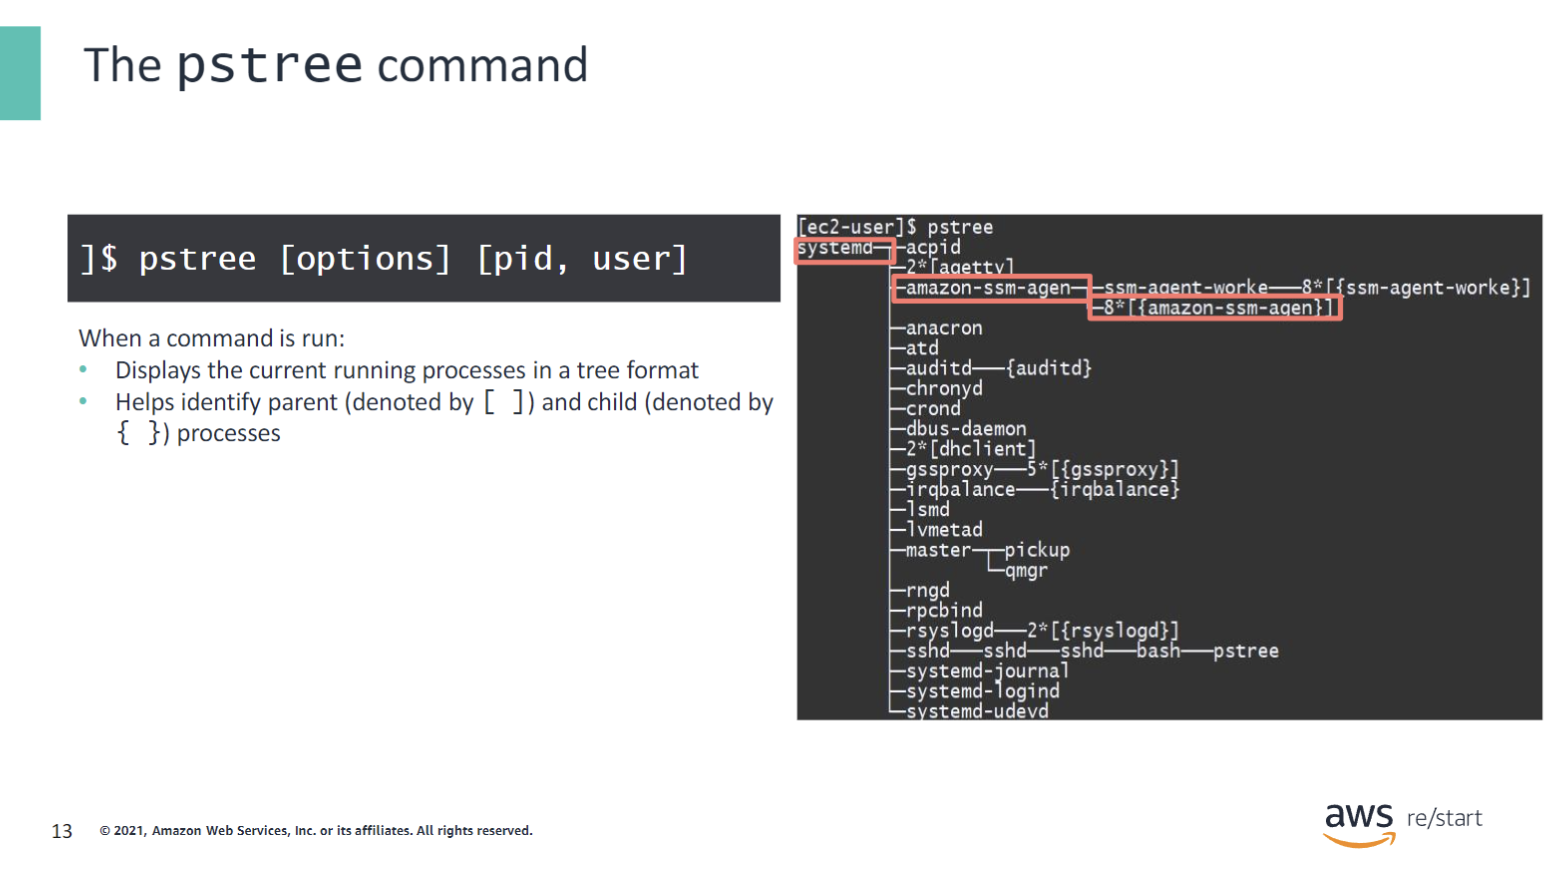 The pstree command
]$ pstree [options] [pid, user]
When a command is run:
• Displays the current running processes in a tree format
• Helps identify parent (denoted by [ ]) and child (denoted by
{ }) processes
[ec2-user]$ pstree
systemd─┬─acpid
├─2*[agetty]
├─amazon-ssm-agen─┬─ssm-agent-worke───8*[{ssm-agent-worke}]
└─8*[{amazon-ssm-agen}]
├─anacron
├─atd
├─auditd───{auditd}
├─chronyd
├─crond
├─dbus-daemon
├─2*[dhclient]
├─gssproxy───5*[{gssproxy}]
├─irqbalance───{irqbalance}
├─lsmd
├─lvmetad
├─master─┬─pickup
└─qmgr
├─rngd
├─rpcbind
├─rsyslogd───2*[{rsyslogd}]
├─sshd───sshd───sshd───bash───pstree
├─systemd-journal
├─systemd-logind
└─systemd-udevd
13 © 2021, Amazon Web Services, Inc. or its affiliates. All rights reserved.
aws re/start